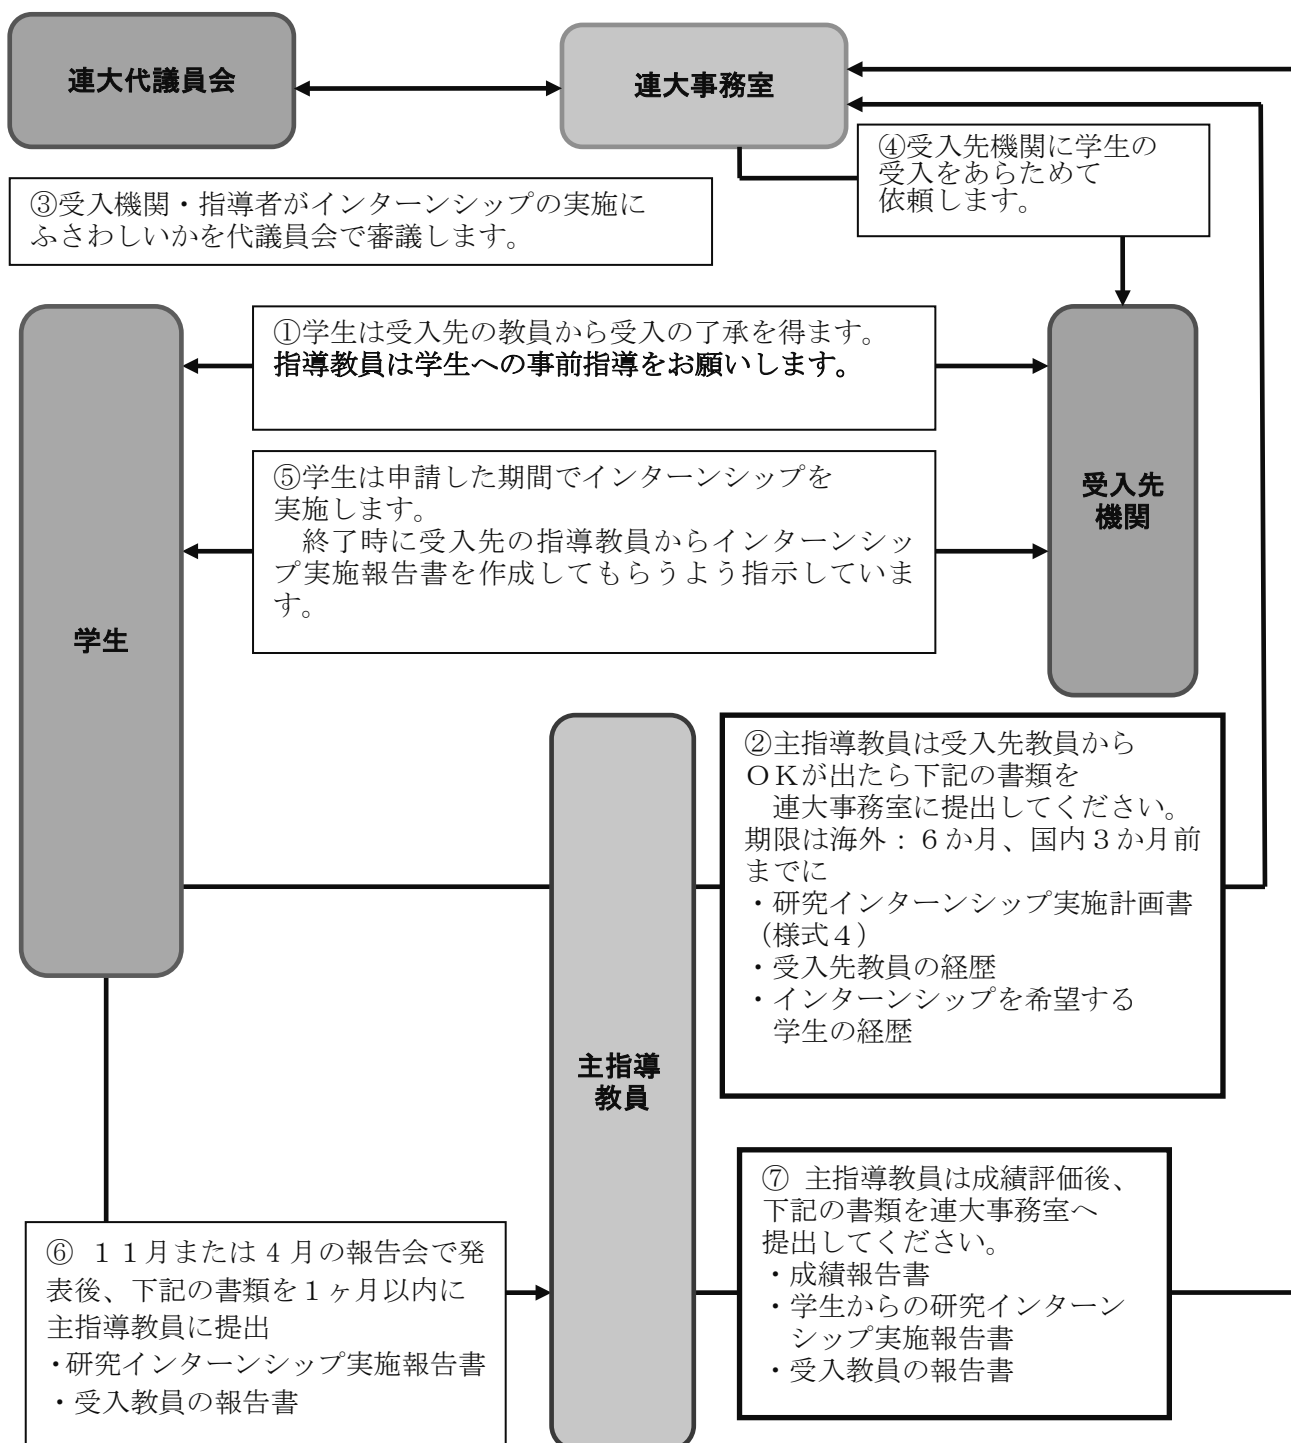 連大代議員会
連大事務室
④受入先機関に学生の
受入をあらためて
依頼します。
③受入機関・指導者がインターンシップの実施に
ふさわしいかを代議員会で審議します。
①学生は受入先の教員から受入の了承を得ます。
指導教員は学生への事前指導をお願いします。
⑤学生は申請した期間でインターンシップを
実施します。
　終了時に受入先の指導教員からインターンシッ
プ実施報告書を作成してもらうよう指示していま
す。
受入先
機関
学生
②主指導教員は受入先教員から
ＯＫが出たら下記の書類を
　連大事務室に提出してください。
期限は海外：６か月、国内３か月前
までに
・研究インターンシップ実施計画書
（様式４）
・受入先教員の経歴
・インターンシップを希望する
　学生の経歴
主指導
教員
⑥ １１月または 4 月の報告会で発
表後、下記の書類を１ヶ月以内に
主指導教員に提出
・研究インターンシップ実施報告書
・受入教員の報告書
⑦ 主指導教員は成績評価後、
下記の書類を連大事務室へ
提出してください。
・成績報告書
・学生からの研究インターン
　シップ実施報告書
・受入教員の報告書